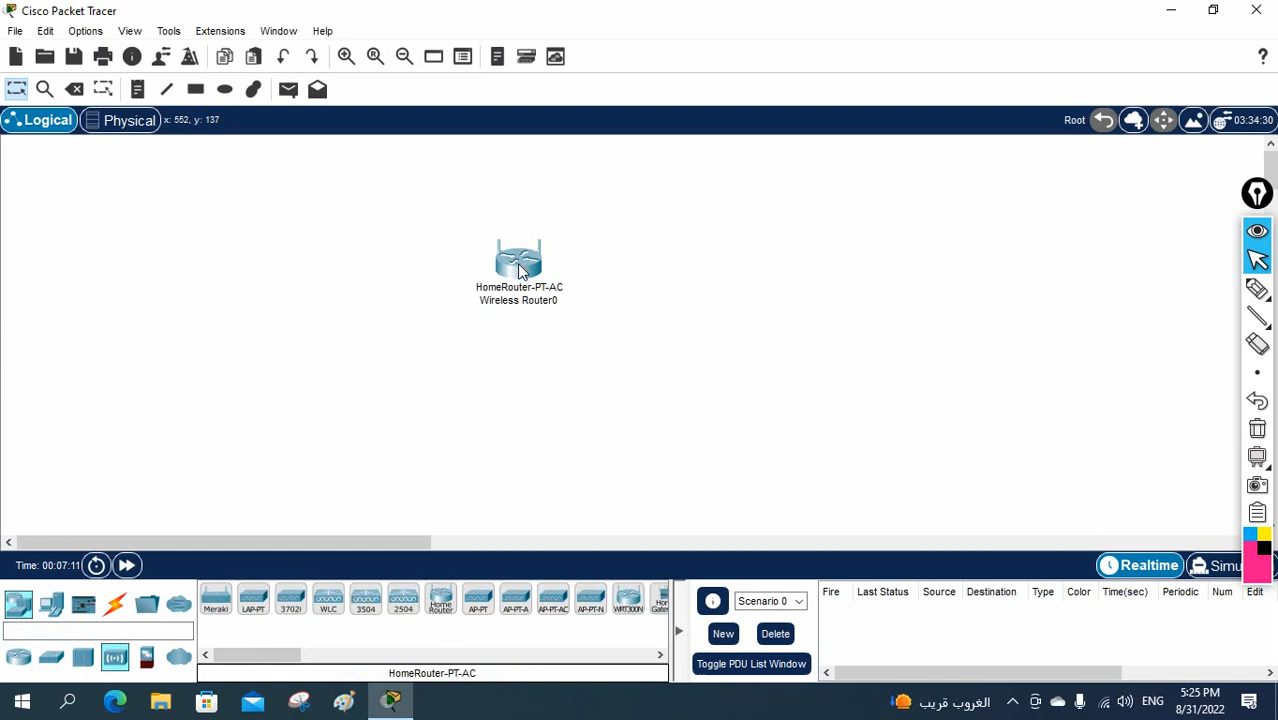 Cisco Packet Tracer
File Edit Options View Tools Extensions Window Help
Logical Physical x: 552, y: 137 Root 03:34:30
HomeRouter-PT-AC
Wireless Router0
Time: 00:07:11 Realtime Simu
Meraki LAP-PT 3702i WLC 3504 2504 Home Router AP-PT AP-PT-A AP-PT-AC AP-PT-N WRT300N
Scenario 0
Fire Last Status Source Destination Type Color Time(sec) Periodic Num Edit
New Delete
Toggle PDU List Window
HomeRouter-PT-AC
الغروب قريب
ENG
5:25 PM
8/31/2022